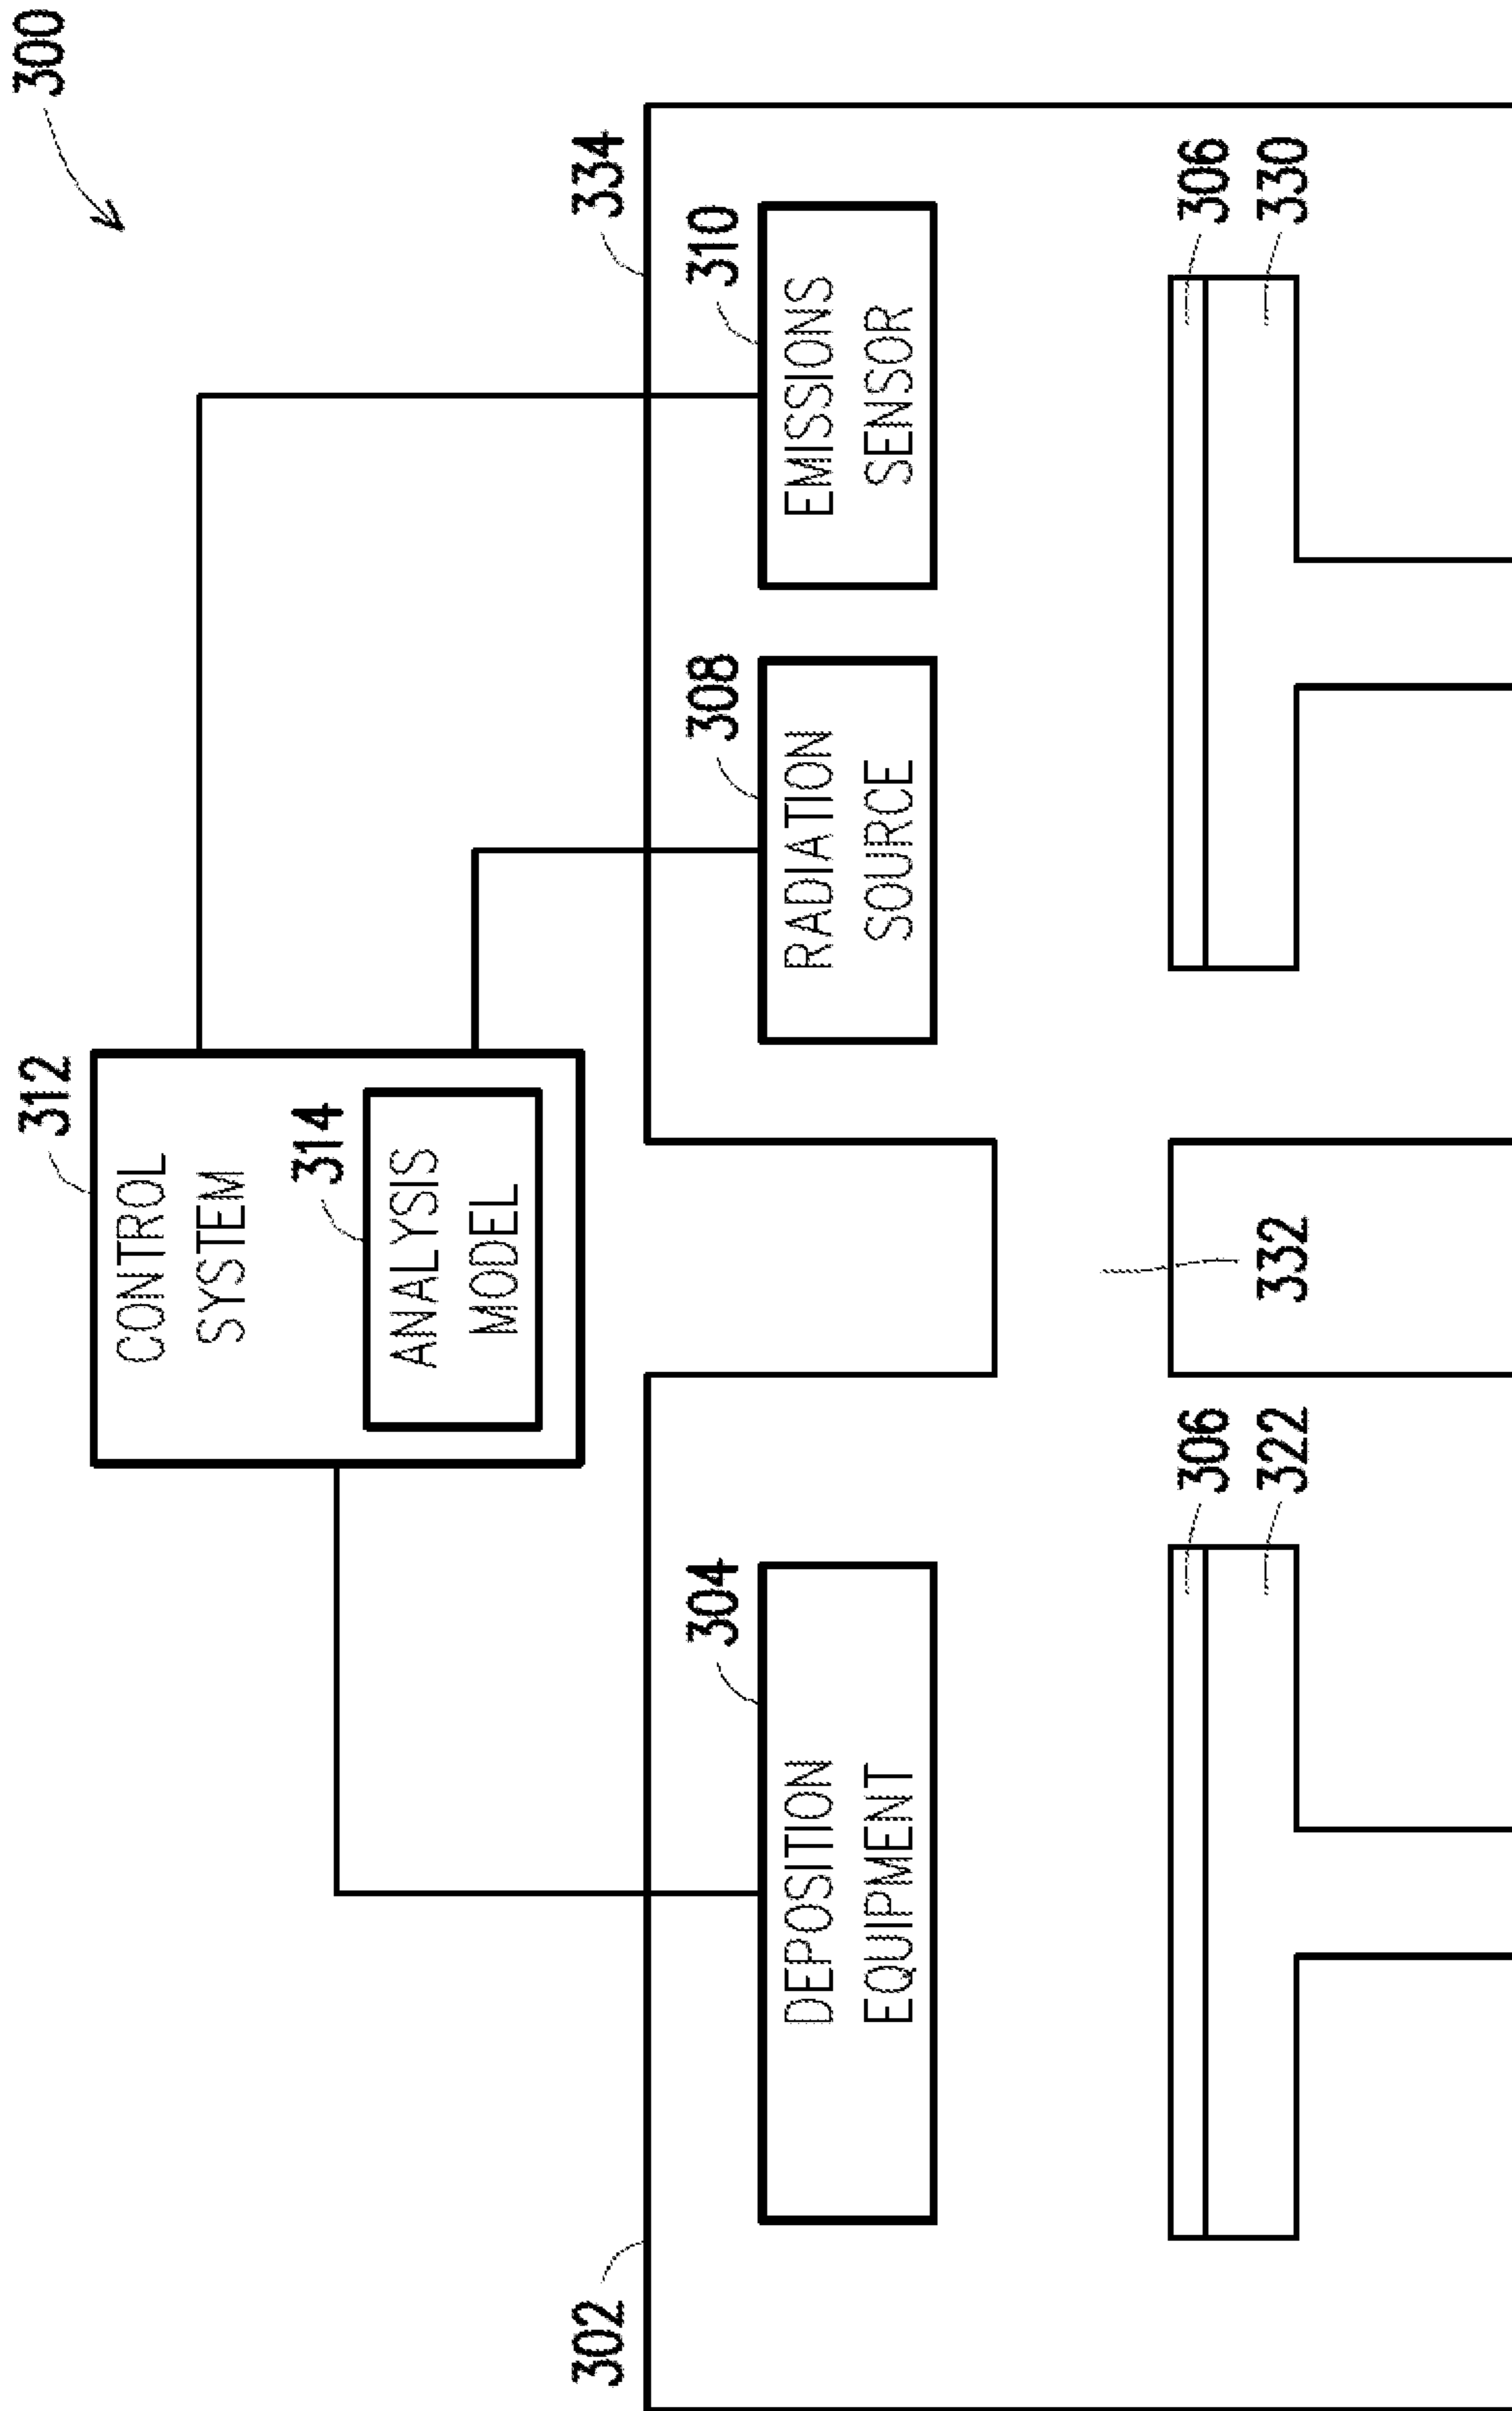 300
312
CONTROL
SYSTEM
314
ANALYSIS
MODEL
302
334
304
DEPOSITION
EQUIPMENT
308
RADIATION
SOURCE
310
EMISSIONS
SENSOR
306
322
332
306
330